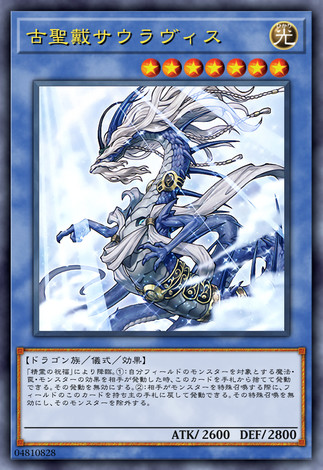 古聖戴サウラヴィス
光
【ドラゴン族／儀式／効果】
「精霊の祝福」により降臨。①：自分フィールドのモンスターを対象とする魔法・
罠・モンスターの効果を相手が発動した時、このカードを手札から捨てて発動
できる。その発動を無効にする。②：相手がモンスターを特殊召喚する際に、フ
ィールドのこのカードを持ち主の手札に戻して発動できる。その特殊召喚を無
効にし、そのモンスターを除外する。
ATK/ 2600 DEF/2800
04810828